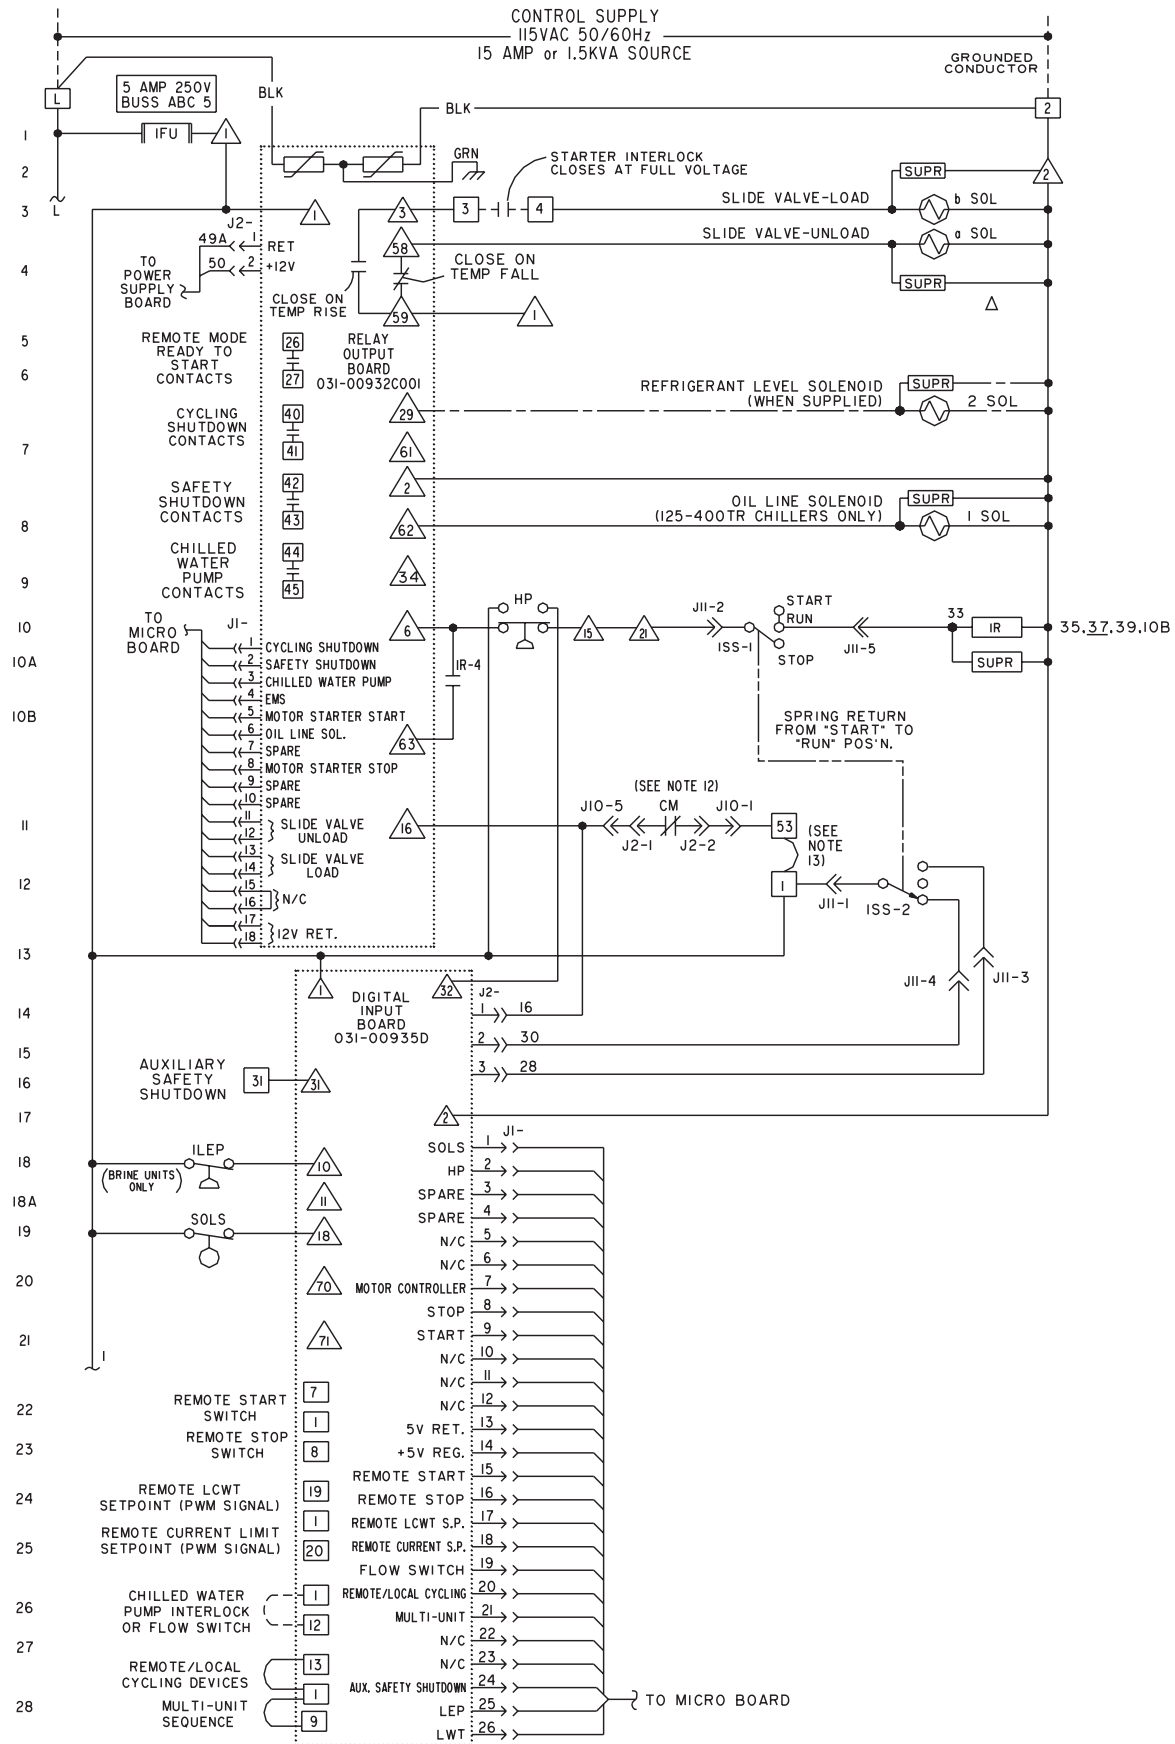 CONTROL SUPPLY
115VAC 50/60Hz
15 AMP or 1.5KVA SOURCE
GROUNDED
CONDUCTOR
L
5 AMP 250V
BUSS ABC 5
BLK
BLK
2
1
1FU
1
2
GRN
STARTER INTERLOCK
CLOSES AT FULL VOLTAGE
SUPR
2
3
L
1
3
3
4
SLIDE VALVE-LOAD
b SOL
J2-
49A
1
RET
58
SLIDE VALVE-UNLOAD
a SOL
4
TO
POWER
SUPPLY
BOARD
50
2
+12V
CLOSE ON
TEMP FALL
SUPR
CLOSE ON
TEMP RISE
59
1
5
REMOTE MODE
READY TO
START
CONTACTS
26
27
RELAY
OUTPUT
BOARD
031-00932C001
6
REFRIGERANT LEVEL SOLENOID
(WHEN SUPPLIED)
SUPR
2 SOL
CYCLING
SHUTDOWN
CONTACTS
40
41
29
7
61
SAFETY
SHUTDOWN
CONTACTS
42
43
2
8
62
OIL LINE SOLENOID
(125-400TR CHILLERS ONLY)
SUPR
1 SOL
CHILLED
WATER
PUMP
CONTACTS
44
45
9
34
10
TO
MICRO
BOARD
J1-
6
HP
15
21
J11-2
ISS-1
START
RUN
STOP
J11-5
33
1R
35,37,39,10B
SUPR
10A
10B
1 CYCLING SHUTDOWN
2 SAFETY SHUTDOWN
3 CHILLED WATER PUMP
4 EMS
5 MOTOR STARTER START
6 OIL LINE SOL.
7 SPARE
8 MOTOR STARTER STOP
9 SPARE
10 SPARE
11
12
SLIDE VALVE
UNLOAD
13
14
SLIDE VALVE
LOAD
15
16
N/C
17
18
12V RET.
1R-4
63
SPRING RETURN
FROM "START" TO
"RUN" POS'N.
11
16
(SEE NOTE 12)
J10-5
CM
J10-1
J2-1
J2-2
53
(SEE
NOTE
13)
12
1
J11-1
ISS-2
13
J11-4
J11-3
1
DIGITAL
INPUT
BOARD
031-00935D
32
J2-
14
1
16
15
2
30
16
AUXILIARY
SAFETY
SHUTDOWN
31
31
3
28
17
2
J1-
18
1LEP
(BRINE UNITS
ONLY)
10
18A
11
19
SOLS
18
20
70
21
71
1
SOLS 1
HP 2
SPARE 3
SPARE 4
N/C 5
N/C 6
MOTOR CONTROLLER 7
STOP 8
START 9
N/C 10
N/C 11
N/C 12
5V RET. 13
+5V REG. 14
REMOTE START 15
REMOTE STOP 16
REMOTE LCWT S.P. 17
REMOTE CURRENT S.P. 18
FLOW SWITCH 19
REMOTE/LOCAL CYCLING 20
MULTI-UNIT 21
N/C 22
N/C 23
AUX. SAFETY SHUTDOWN 24
LEP 25
LWT 26
TO MICRO BOARD
22
REMOTE START
SWITCH
7
1
23
REMOTE STOP
SWITCH
8
24
REMOTE LCWT
SETPOINT (PWM SIGNAL)
19
1
25
REMOTE CURRENT LIMIT
SETPOINT (PWM SIGNAL)
20
26
CHILLED WATER
PUMP INTERLOCK
OR FLOW SWITCH
1
12
27
REMOTE/LOCAL
CYCLING DEVICES
13
1
28
MULTI-UNIT
SEQUENCE
9